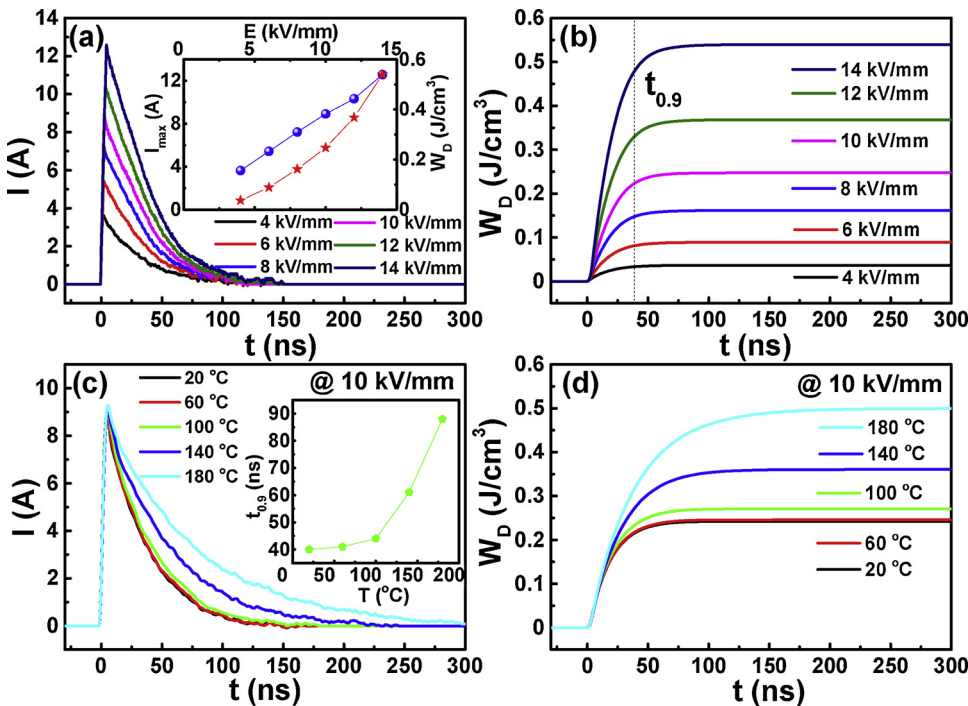 (a)
E (kV/mm)
0 5 10 15
14
12
10
8
6
4
2
0
I (A)
12
8
4
0
I_max (A)
0.6
0.4
0.2
0.0
W_D (J/cm³)
4 kV/mm 10 kV/mm
6 kV/mm 12 kV/mm
8 kV/mm 14 kV/mm
0 50 100 150 200 250 300
t (ns)
(b)
0.6
0.5
0.4
0.3
0.2
0.1
0.0
W_D (J/cm³)
t_0.9
14 kV/mm
12 kV/mm
10 kV/mm
8 kV/mm
6 kV/mm
4 kV/mm
0 50 100 150 200 250 300
t (ns)
(c)
@ 10 kV/mm
10
8
6
4
2
0
I (A)
20 °C
60 °C
100 °C
140 °C
180 °C
90
80
70
60
50
40
t_0.9 (ns)
0 50 100 150 200
T (°C)
0 50 100 150 200 250 300
t (ns)
(d)
@ 10 kV/mm
0.6
0.5
0.4
0.3
0.2
0.1
0.0
W_D (J/cm³)
180 °C
140 °C
100 °C
60 °C
20 °C
0 50 100 150 200 250 300
t (ns)